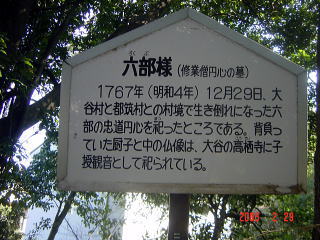 ろくぶ
六部様（修業僧円心の墓）
1767年（明和4年）12月29日、大
谷村と都筑村との村境で生き倒れになった六
部の忠道円心を祀ったところである。背負っ
ていた厨子と中の仏像は、大谷の高栖寺に子
授観音として祀られている。